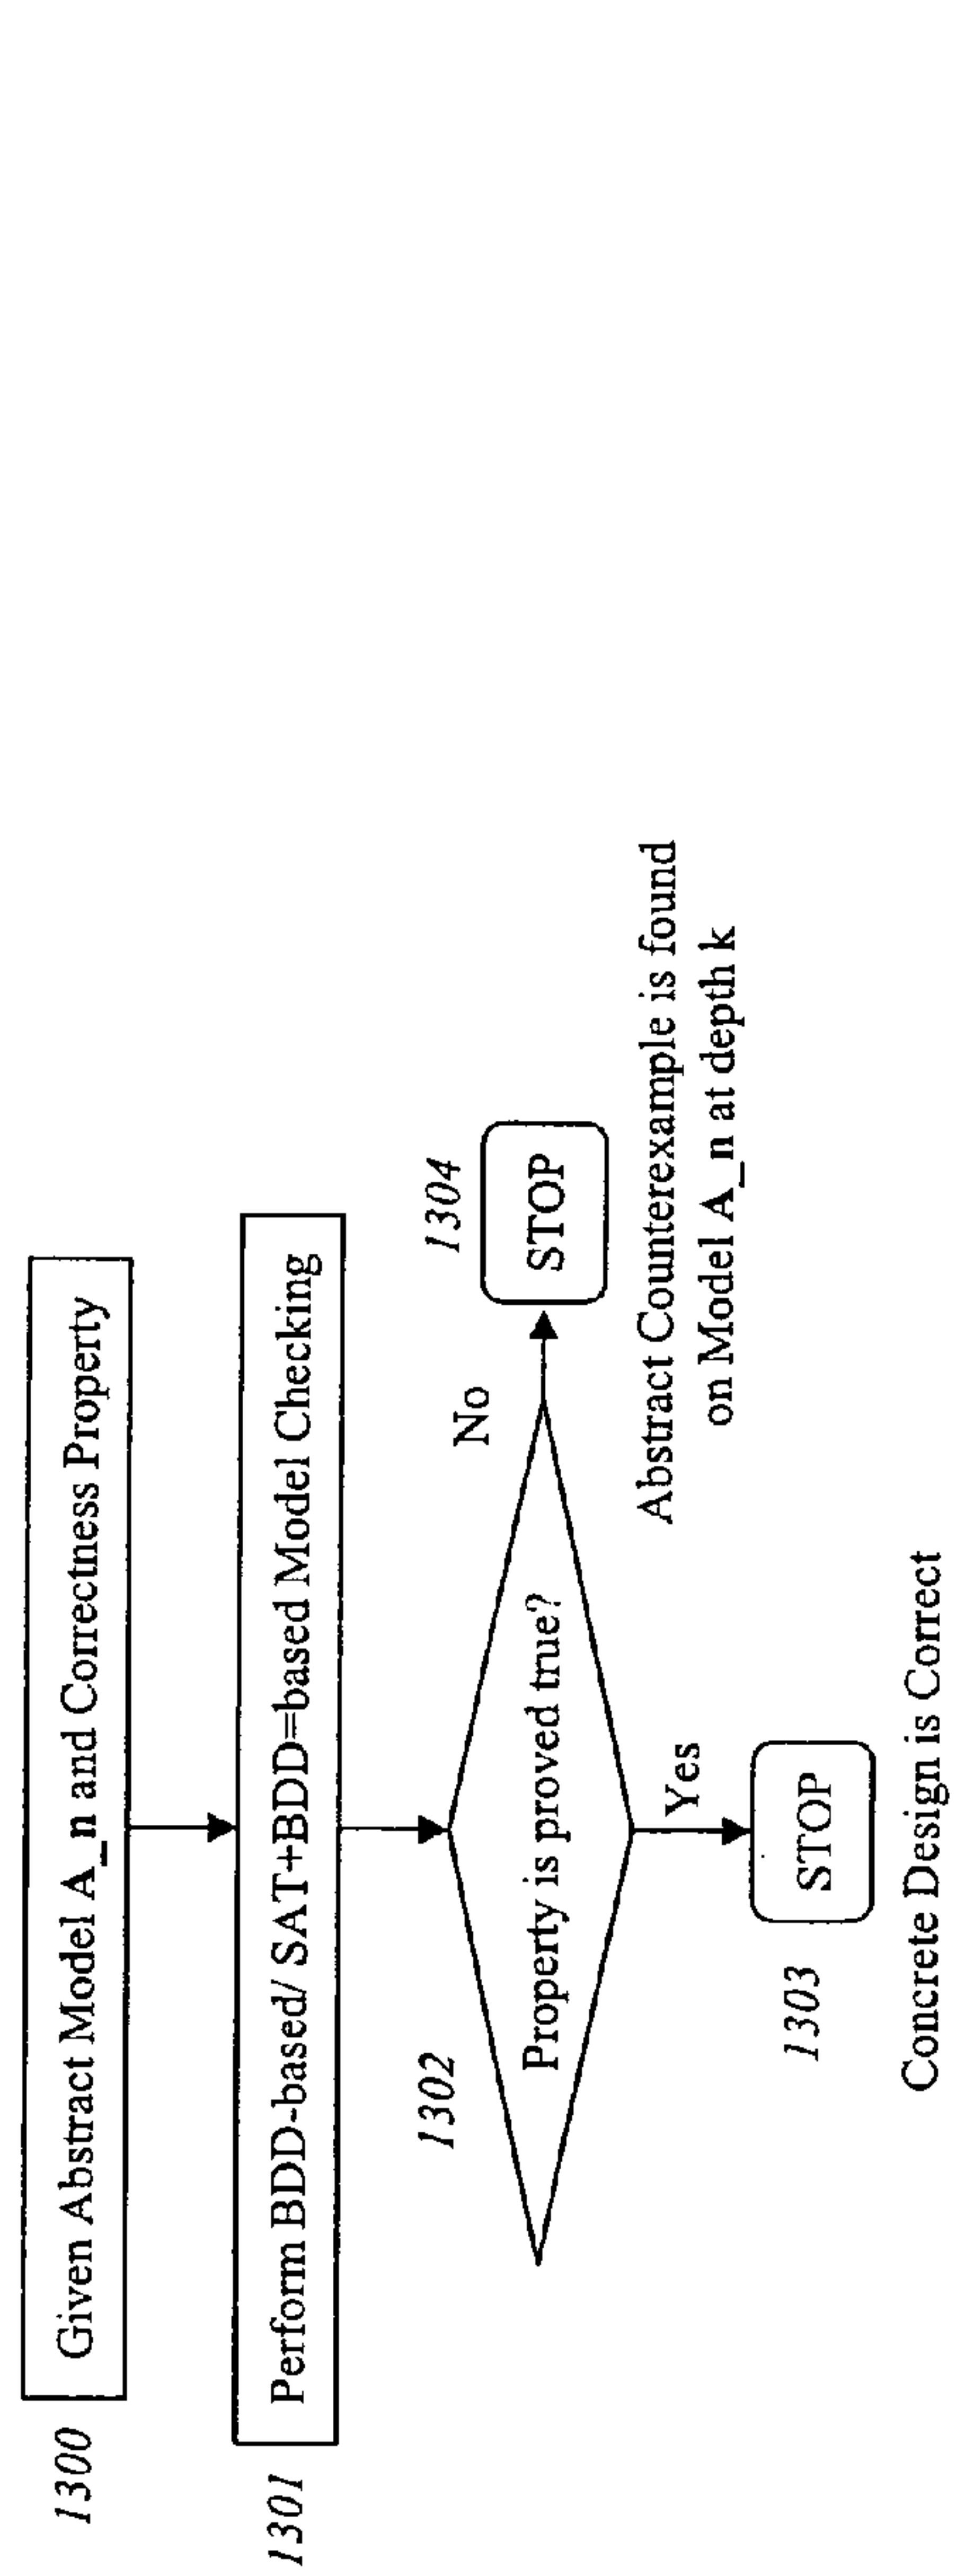 1300
Given Abstract Model A_n and Correctness Property
1301
Perform BDD-based/ SAT+BDD=based Model Checking
1302
Property is proved true?
No
1304
STOP
Abstract Counterexample is found
on Model A_n at depth k
Yes
1303
STOP
Concrete Design is Correct